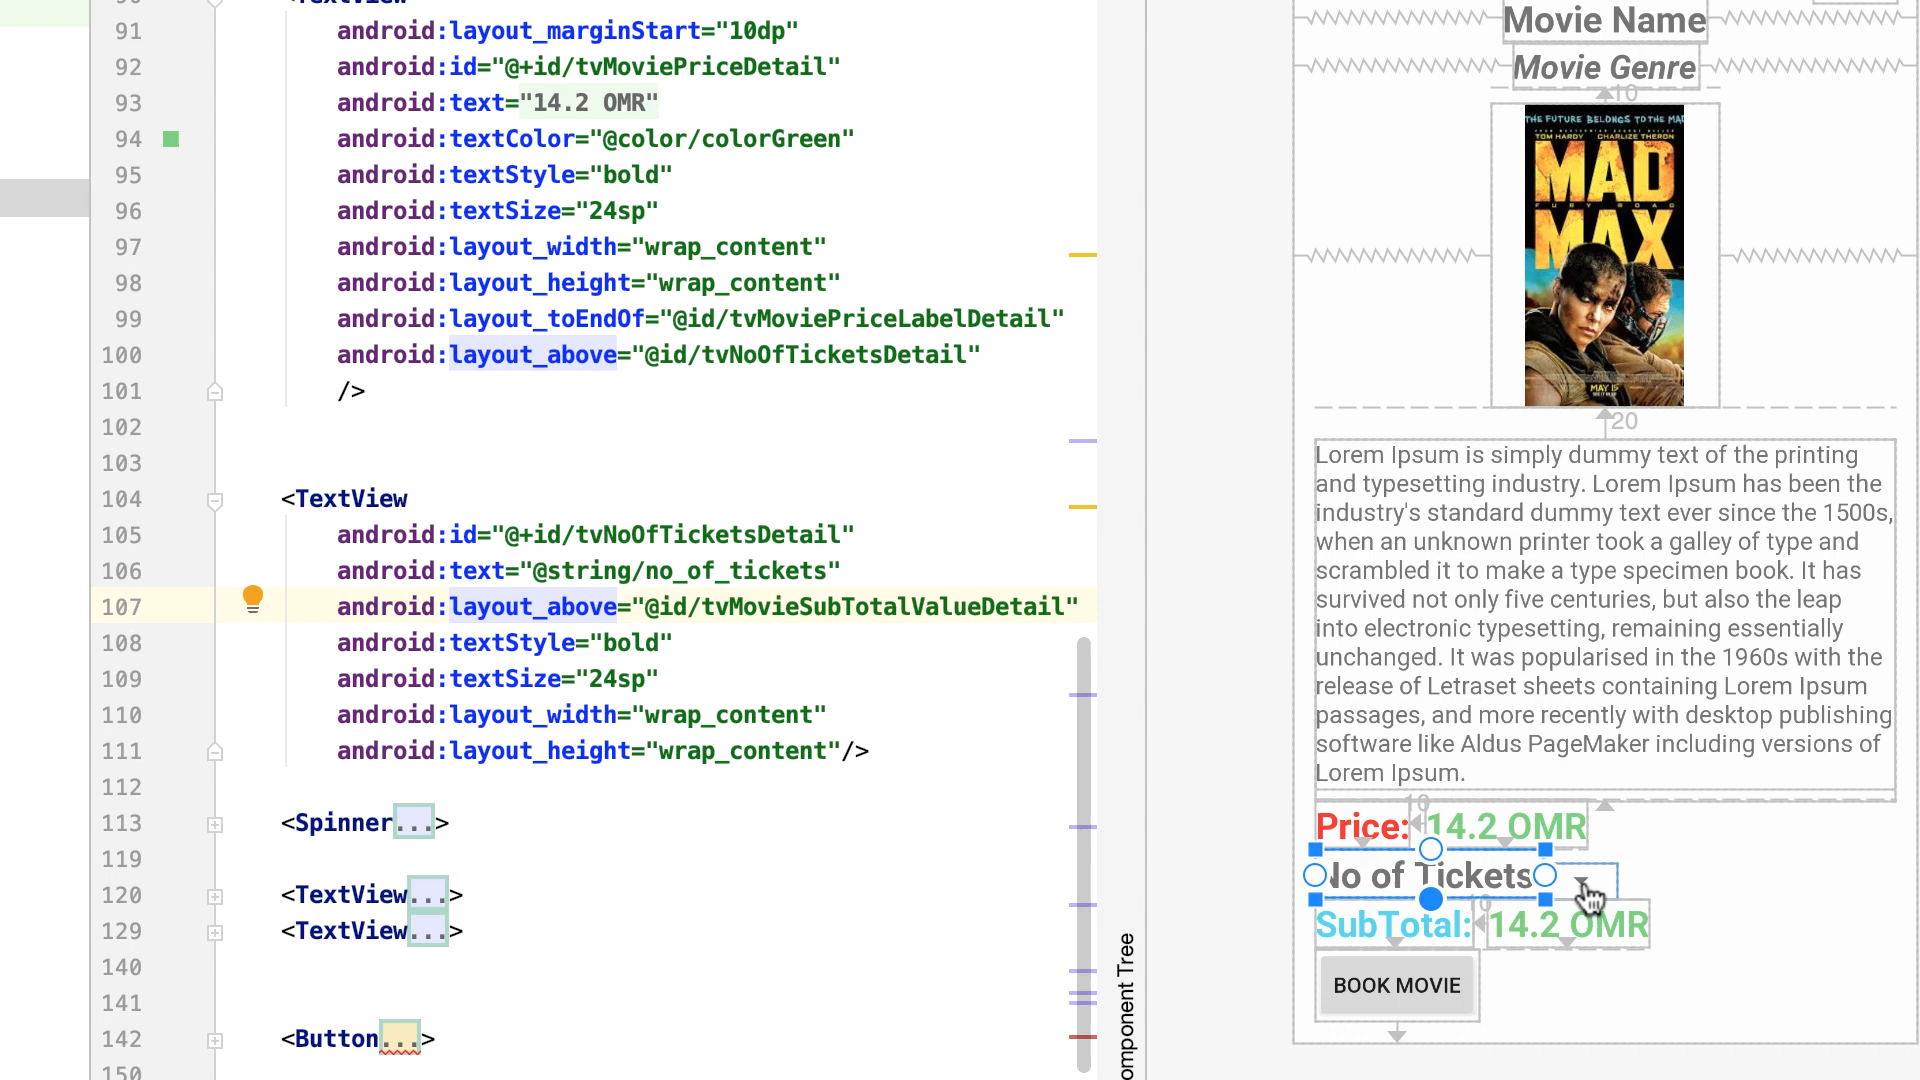 <TextView
91 android:layout_marginStart="10dp"
92 android:id="@+id/tvMoviePriceDetail"
93 android:text="14.2 OMR"
94 android:textColor="@color/colorGreen"
95 android:textStyle="bold"
96 android:textSize="24sp"
97 android:layout_width="wrap_content"
98 android:layout_height="wrap_content"
99 android:layout_toEndOf="@id/tvMoviePriceLabelDetail"
100 android:layout_above="@id/tvNoOfTicketsDetail"
101 />
102
103
104 <TextView
105 android:id="@+id/tvNoOfTicketsDetail"
106 android:text="@string/no_of_tickets"
107 android:layout_above="@id/tvMovieSubTotalValueDetail"
108 android:textStyle="bold"
109 android:textSize="24sp"
110 android:layout_width="wrap_content"
111 android:layout_height="wrap_content"/>
112
113 <Spinner...>
119
120 <TextView...>
129 <TextView...>
140
141
142 <Button...>
150
omponent Tree
Movie Name
Movie Genre
10
THE FUTURE BELONGS TO THE MAD
TOM HARDY CHARLIZE THERON
MAD
FURY ROAD
MAX
MAY 15
20
Lorem Ipsum is simply dummy text of the printing
and typesetting industry. Lorem Ipsum has been the
industry's standard dummy text ever since the 1500s,
when an unknown printer took a galley of type and
scrambled it to make a type specimen book. It has
survived not only five centuries, but also the leap
into electronic typesetting, remaining essentially
unchanged. It was popularised in the 1960s with the
release of Letraset sheets containing Lorem Ipsum
passages, and more recently with desktop publishing
software like Aldus PageMaker including versions of
Lorem Ipsum.
10
Price: 14.2 OMR
No of Tickets
10
SubTotal: 14.2 OMR
BOOK MOVIE